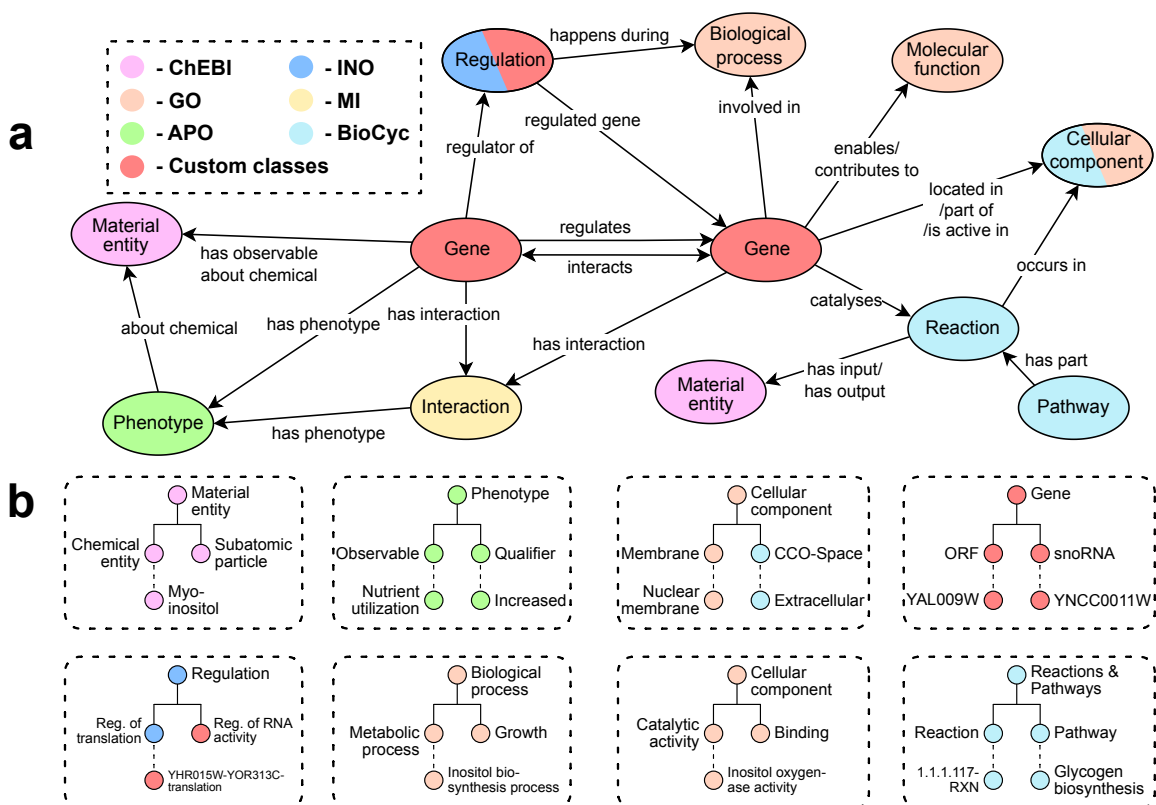 a
- ChEBI
- INO
- GO
- MI
- APO
- BioCyc
- Custom classes
Regulation
happens during
Biological
process
Molecular
function
Cellular
component
regulator of
regulated gene
involved in
enables/
contributes to
located in
/part of
/is active in
occurs in
Material
entity
has observable
about chemical
Gene
regulates
interacts
Gene
catalyses
Reaction
about chemical
has phenotype
has interaction
has interaction
has input/
has output
has part
Phenotype
has phenotype
Interaction
Material
entity
Pathway
b
Material
entity
Chemical
entity
Subatomic
particle
Myo-
inositol
Phenotype
Observable
Qualifier
Nutrient
utilization
Increased
Cellular
component
Membrane
CCO-Space
Nuclear
membrane
Extracellular
Gene
ORF
snoRNA
YAL009W
YNCC0011W
Regulation
Reg. of
translation
Reg. of RNA
activity
YHR015W-YOR313C-
translation
Biological
process
Metabolic
process
Growth
Inositol bio-
synthesis process
Cellular
component
Catalytic
activity
Binding
Inositol oxygen-
ase activity
Reactions &
Pathways
Reaction
Pathway
1.1.1.117-
RXN
Glycogen
biosynthesis